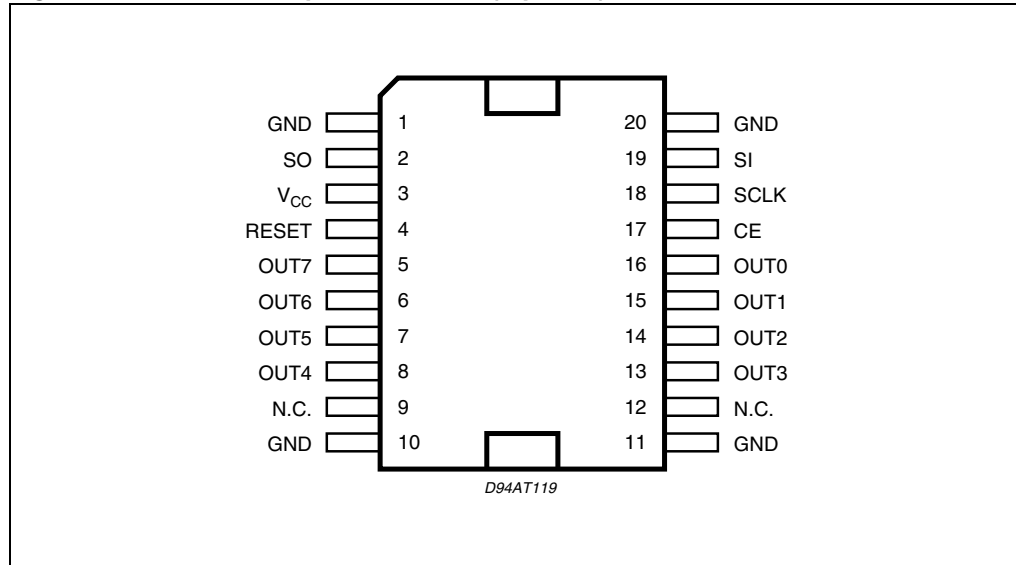 GND 1 20 GND
SO 2 19 SI
VCC 3 18 SCLK
RESET 4 17 CE
OUT7 5 16 OUT0
OUT6 6 15 OUT1
OUT5 7 14 OUT2
OUT4 8 13 OUT3
N.C. 9 12 N.C.
GND 10 11 GND
D94AT119